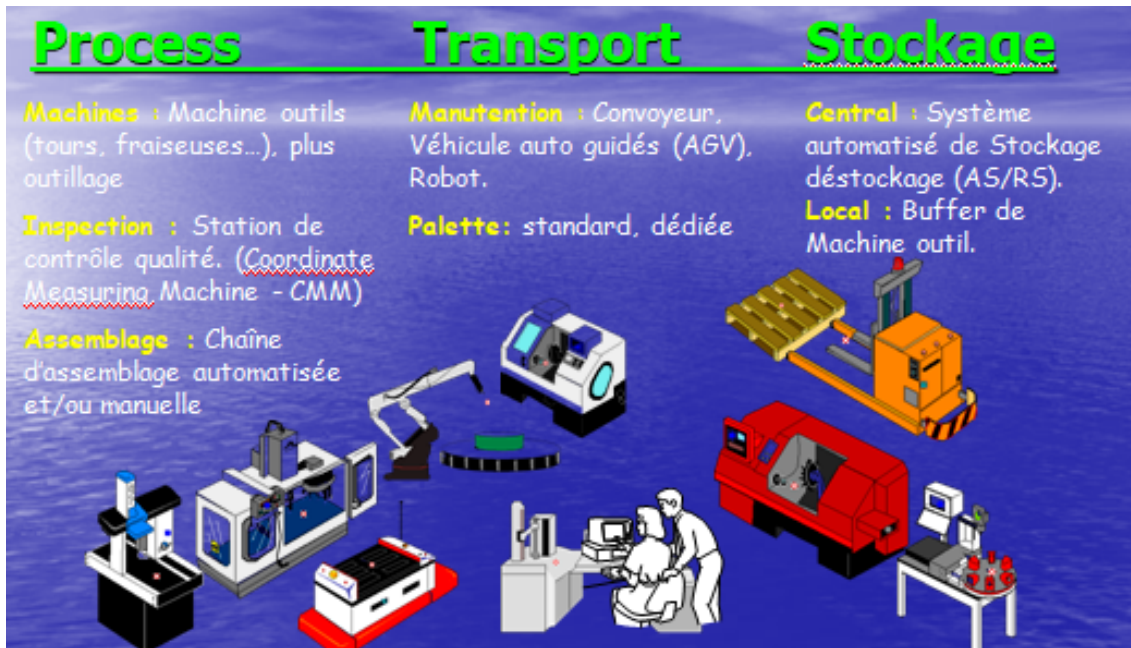 Process
Machines : Machine outils
(tours, fraiseuses...), plus
outillage
Inspection : Station de
contrôle qualité. (Coordinate
Measuring Machine - CMM)
Assemblage : Chaîne
d'assemblage automatisée
et/ou manuelle
Transport
Manutention : Convoyeur,
Véhicule auto guidés (AGV),
Robot.
Palette: standard, dédiée
Stockage
Central : Système
automatisé de Stockage
déstockage (AS/RS).
Local : Buffer de
Machine outil.